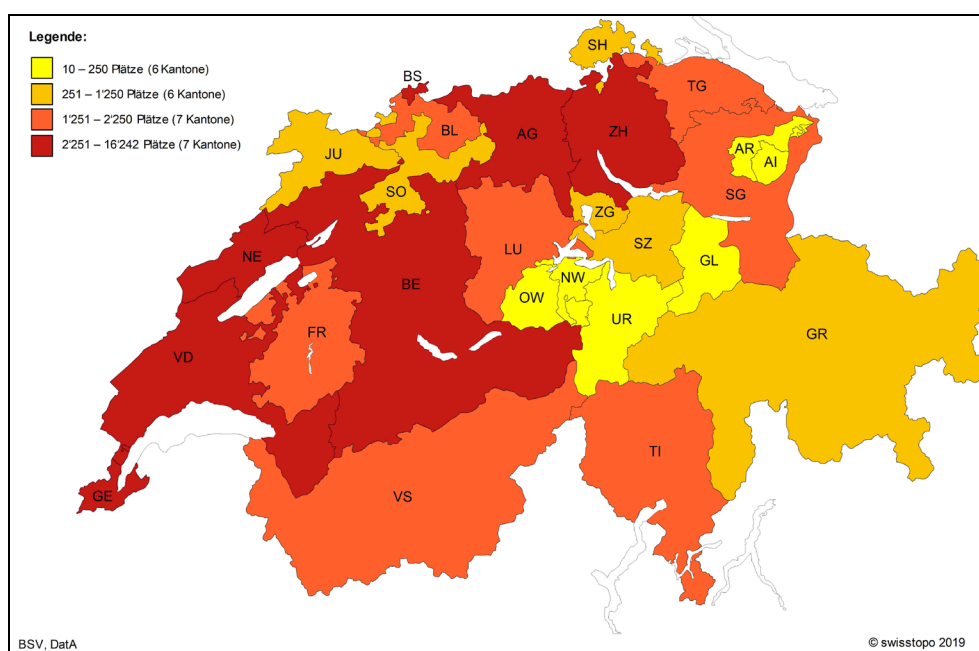 Legende:
10 – 250 Plätze (6 Kantone)
251 – 1'250 Plätze (6 Kantone)
1'251 – 2'250 Plätze (7 Kantone)
2'251 – 16'242 Plätze (7 Kantone)
SH
BS
TG
BL
AG
ZH
JU
AR
AI
SO
SG
ZG
NE
LU
SZ
GL
BE
OW
NW
UR
FR
GR
VD
TI
GE
VS
BSV, DatA
© swisstopo 2019